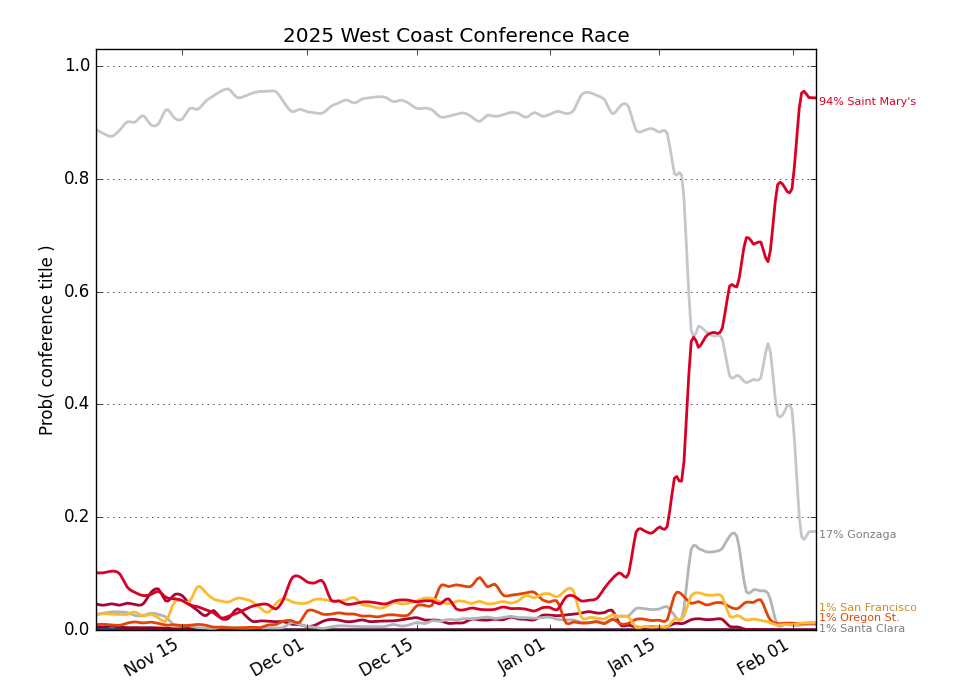 2025 West Coast Conference Race
1.0
94% Saint Mary's
0.8
0.6
Prob( conference title )
0.4
0.2
17% Gonzaga
1% San Francisco
1% Oregon St.
0.0
1% Santa Clara
Nov 15
Dec 01
Dec 15
Jan 01
Jan 15
Feb 01